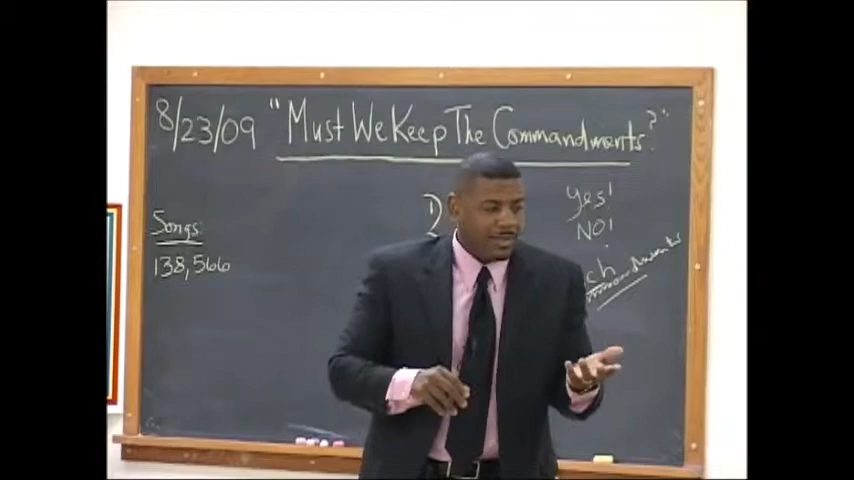 8/23/09 "Must We Keep The Commandments?"
Songs:
138,566
Yes!
No!